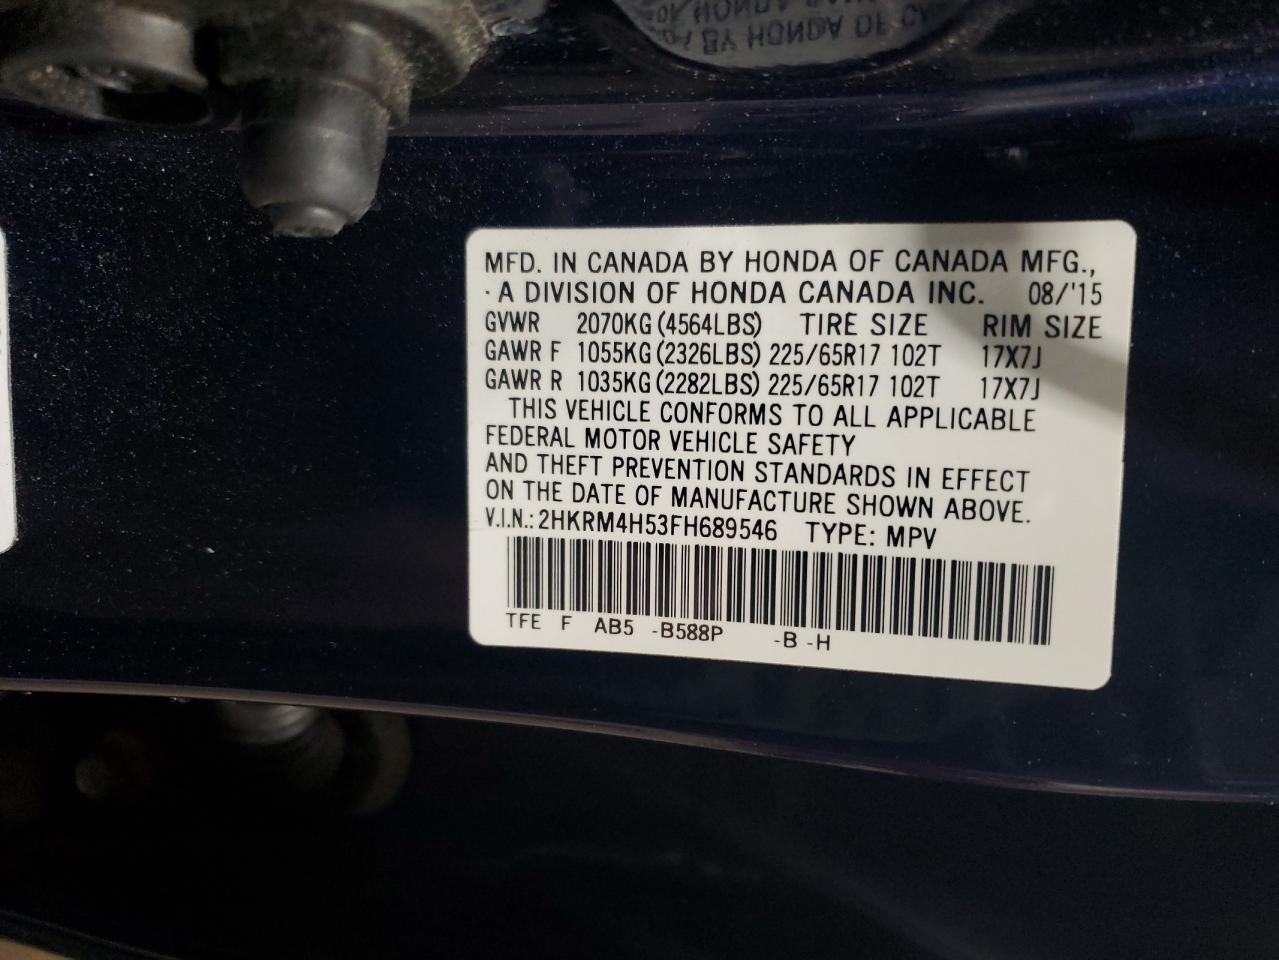 MFD. IN CANADA BY HONDA OF CANADA MFG.,
· A DIVISION OF HONDA CANADA INC. 08/'15
GVWR 2070KG (4564LBS) TIRE SIZE RIM SIZE
GAWR F 1055KG (2326LBS) 225/65R17 102T 17X7J
GAWR R 1035KG (2282LBS) 225/65R17 102T 17X7J
THIS VEHICLE CONFORMS TO ALL APPLICABLE
FEDERAL MOTOR VEHICLE SAFETY
AND THEFT PREVENTION STANDARDS IN EFFECT
ON THE DATE OF MANUFACTURE SHOWN ABOVE.
V.I.N.: 2HKRM4H53FH689546 TYPE: MPV
TFE F AB5 -B588P -B -H